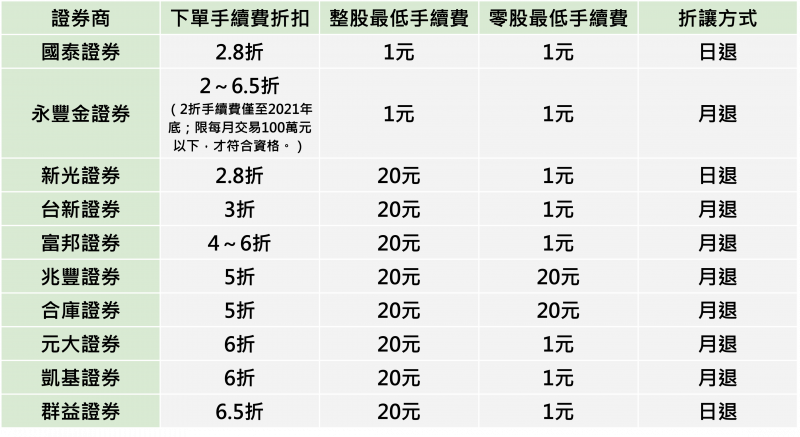 證券商 下單手續費折扣 整股最低手續費 零股最低手續費 折讓方式
國泰證券 2.8折 1元 1元 日退
永豐金證券 2～6.5折 1元 1元 月退
（2折手續費僅至2021年
底；限每月交易100萬元
以下，才符合資格。）
新光證券 2.8折 20元 1元 日退
台新證券 3折 20元 1元 月退
富邦證券 4～6折 20元 1元 月退
兆豐證券 5折 20元 20元 月退
合庫證券 5折 20元 20元 月退
元大證券 6折 20元 1元 月退
凱基證券 6折 20元 1元 月退
群益證券 6.5折 20元 1元 日退